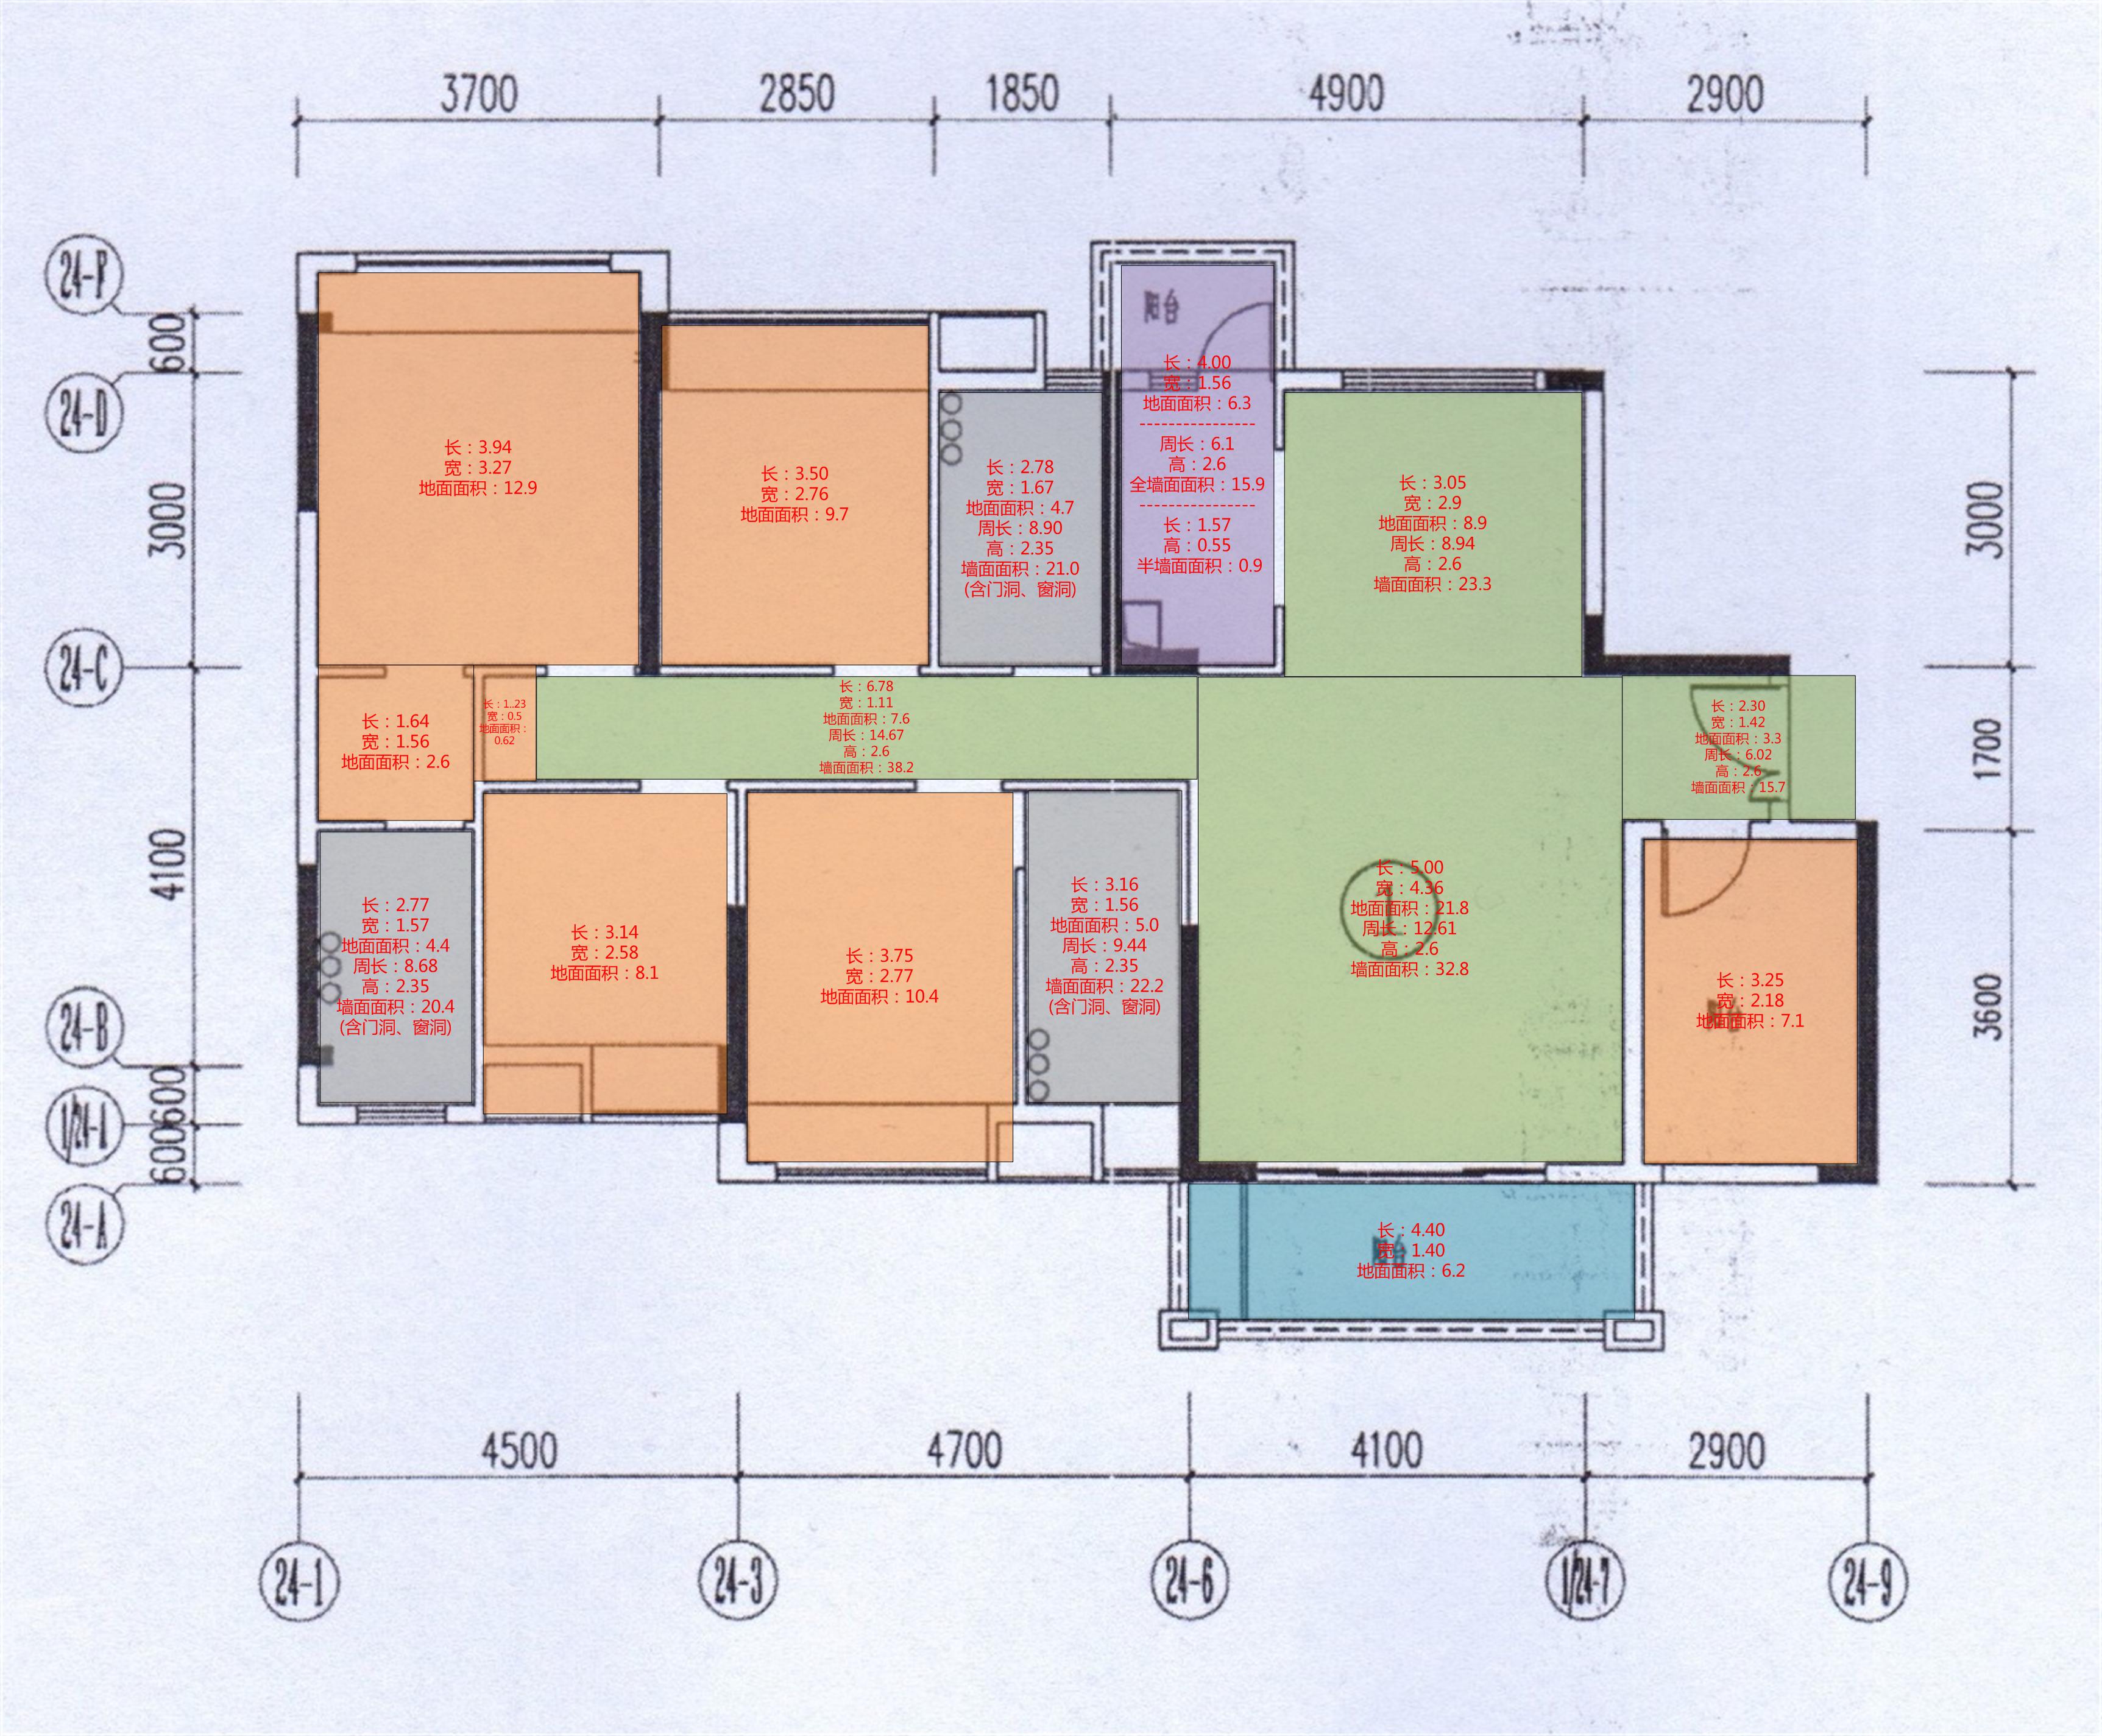 3700
2850
1850
4900
2900
24-F
24-D
24-C
24-B
1/24-A
24-A
600
3000
4100
600
600
3000
1700
3600
长：3.94
宽：3.27
地面面积：12.9
长：3.50
宽：2.76
地面面积：9.7
长：2.78
宽：1.67
地面面积：4.7
周长：8.90
高：2.35
墙面面积：21.0
(含门洞、窗洞)
阳台
长：4.00
宽：1.56
地面面积：6.3
----------------
周长：6.1
高：2.6
全墙面面积：15.9
----------------
长：1.57
高：0.55
半墙面面积：0.9
长：3.05
宽：2.9
地面面积：8.9
周长：8.94
高：2.6
墙面面积：23.3
长：1.64
宽：1.56
地面面积：2.6
长：1..23
宽：0.5
地面面积：
0.62
长：6.78
宽：1.11
地面面积：7.6
周长：14.67
高：2.6
墙面面积：38.2
长：2.30
宽：1.42
地面面积：3.3
周长：6.02
高：2.6
墙面面积：15.7
长：2.77
宽：1.57
地面面积：4.4
周长：8.68
高：2.35
墙面面积：20.4
(含门洞、窗洞)
长：3.14
宽：2.58
地面面积：8.1
长：3.75
宽：2.77
地面面积：10.4
长：3.16
宽：1.56
地面面积：5.0
周长：9.44
高：2.35
墙面面积：22.2
(含门洞、窗洞)
1
长：5.00
宽：4.36
地面面积：21.8
周长：12.61
高：2.6
墙面面积：32.8
长：3.25
宽：2.18
地面面积：7.1
阳台
长：4.40
宽：1.40
地面面积：6.2
4500
4700
4100
2900
24-1
24-3
24-6
1/24-7
24-9